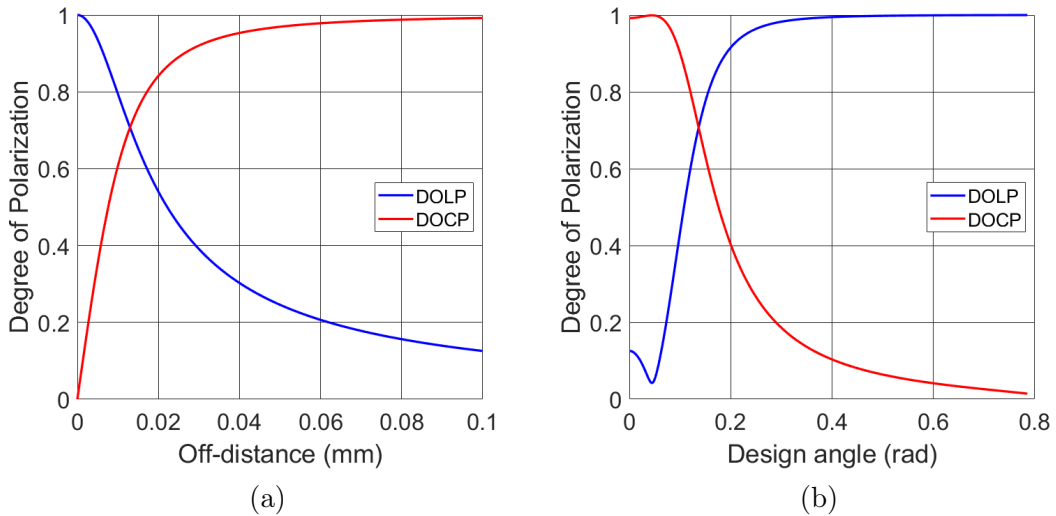 Degree of Polarization
1
0.8
0.6
0.4
0.2
0
0
0.02
0.04
0.06
0.08
0.1
Off-distance (mm)
DOLP
DOCP
(a)
Degree of Polarization
1
0.8
0.6
0.4
0.2
0
0
0.2
0.4
0.6
0.8
Design angle (rad)
DOLP
DOCP
(b)